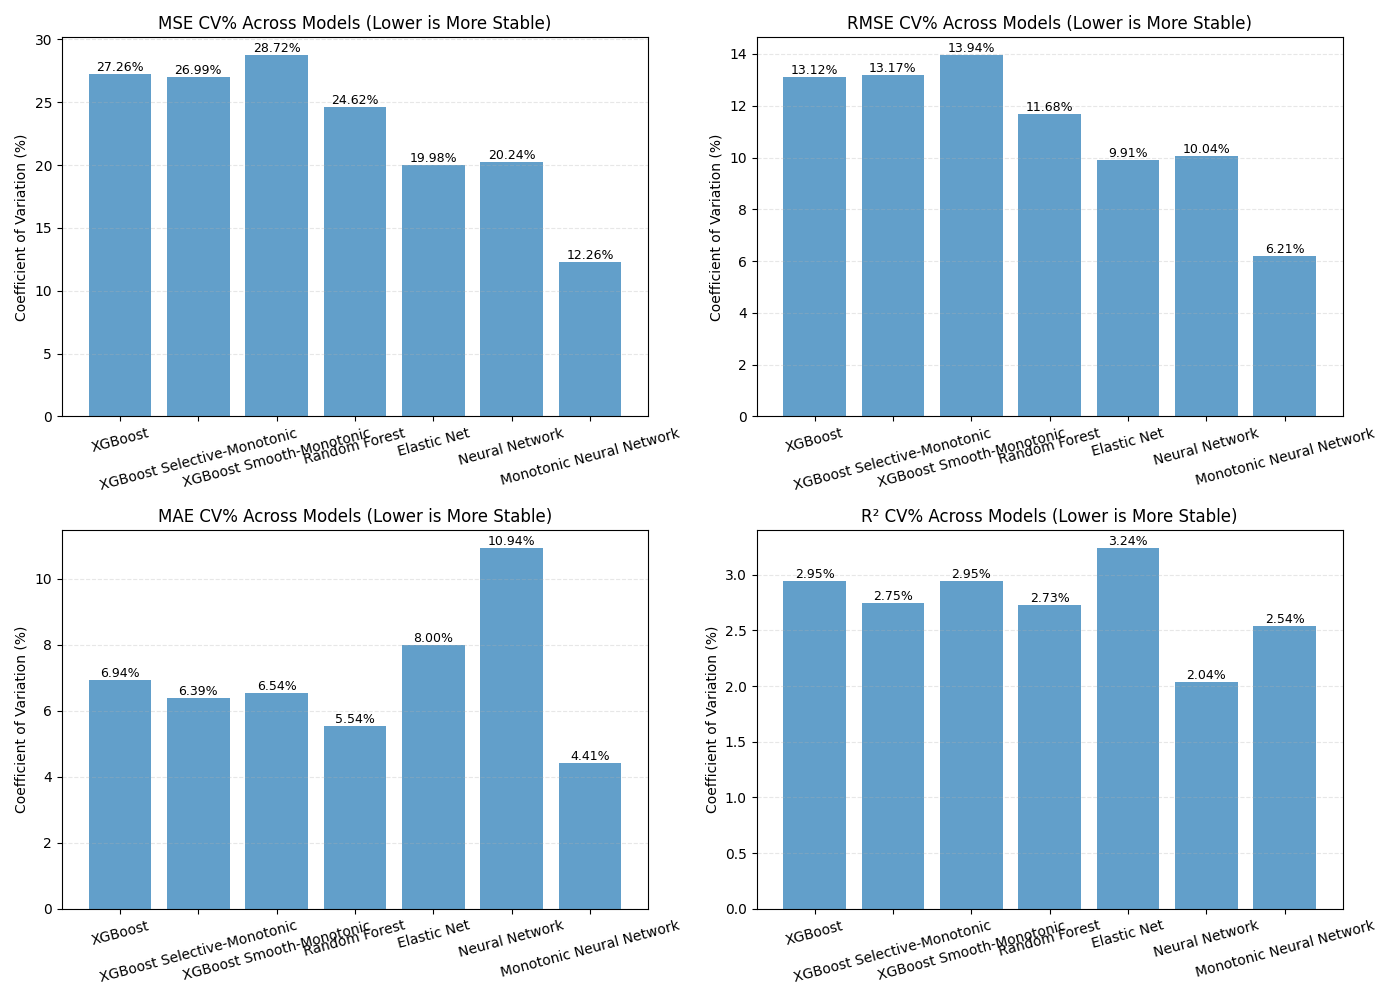 MSE CV% Across Models (Lower is More Stable)
Coefficient of Variation (%)
30
25
20
15
10
5
0
27.26%
26.99%
28.72%
24.62%
19.98%
20.24%
12.26%
XGBoost
XGBoost Selective-Monotonic
XGBoost Smooth-Monotonic
Random Forest
Elastic Net
Neural Network
Monotonic Neural Network
RMSE CV% Across Models (Lower is More Stable)
Coefficient of Variation (%)
14
12
10
8
6
4
2
0
13.12%
13.17%
13.94%
11.68%
9.91%
10.04%
6.21%
XGBoost
XGBoost Selective-Monotonic
XGBoost Smooth-Monotonic
Random Forest
Elastic Net
Neural Network
Monotonic Neural Network
MAE CV% Across Models (Lower is More Stable)
Coefficient of Variation (%)
10
8
6
4
2
0
6.94%
6.39%
6.54%
5.54%
8.00%
10.94%
4.41%
XGBoost
XGBoost Selective-Monotonic
XGBoost Smooth-Monotonic
Random Forest
Elastic Net
Neural Network
Monotonic Neural Network
R² CV% Across Models (Lower is More Stable)
Coefficient of Variation (%)
3.0
2.5
2.0
1.5
1.0
0.5
0.0
2.95%
2.75%
2.95%
2.73%
3.24%
2.04%
2.54%
XGBoost
XGBoost Selective-Monotonic
XGBoost Smooth-Monotonic
Random Forest
Elastic Net
Neural Network
Monotonic Neural Network